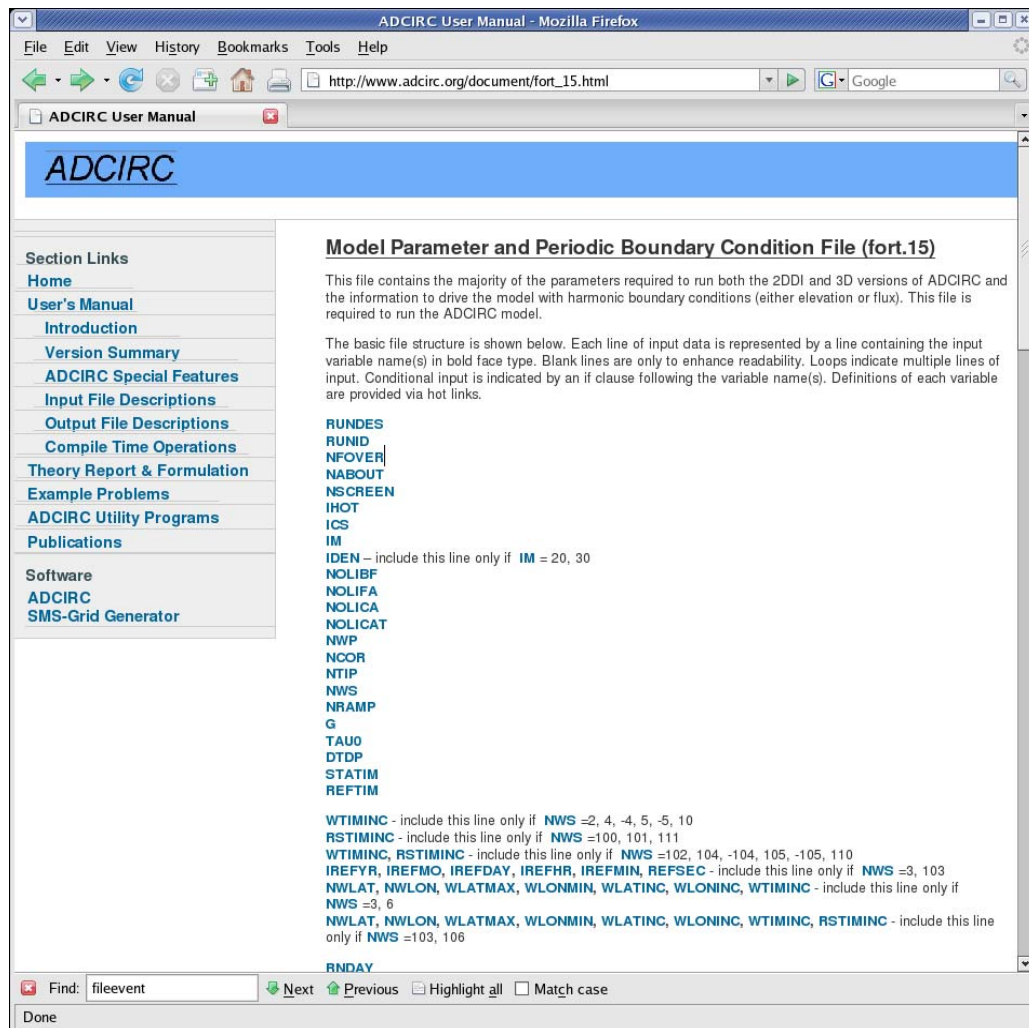 ADCIRC User Manual - Mozilla Firefox
File Edit View History Bookmarks Tools Help
http://www.adcirc.org/document/fort_15.html
G Google
ADCIRC User Manual
ADCIRC
Section Links
Home
User's Manual
Introduction
Version Summary
ADCIRC Special Features
Input File Descriptions
Output File Descriptions
Compile Time Operations
Theory Report & Formulation
Example Problems
ADCIRC Utility Programs
Publications
Software
ADCIRC
SMS-Grid Generator
Model Parameter and Periodic Boundary Condition File (fort.15)
This file contains the majority of the parameters required to run both the 2DDI and 3D versions of ADCIRC and
the information to drive the model with harmonic boundary conditions (either elevation or flux). This file is
required to run the ADCIRC model.
The basic file structure is shown below. Each line of input data is represented by a line containing the input
variable name(s) in bold face type. Blank lines are only to enhance readability. Loops indicate multiple lines of
input. Conditional input is indicated by an if clause following the variable name(s). Definitions of each variable
are provided via hot links.
RUNDES
RUNID
NFOVER
NABOUT
NSCREEN
IHOT
ICS
IM
IDEN – include this line only if IM = 20, 30
NOLIBF
NOLIFA
NOLICA
NOLICAT
NWP
NCOR
NTIP
NWS
NRAMP
G
TAU0
DTDP
STATIM
REFTIM
WTIMINC - include this line only if NWS =2, 4, -4, 5, -5, 10
RSTIMINC - include this line only if NWS =100, 101, 111
WTIMINC, RSTIMINC - include this line only if NWS =102, 104, -104, 105, -105, 110
IREFYR, IREFMO, IREFDAY, IREFHR, IREFMIN, REFSEC - include this line only if NWS =3, 103
NWLAT, NWLON, WLATMAX, WLONMIN, WLATINC, WLONINC, WTIMINC - include this line only if
NWS =3, 6
NWLAT, NWLON, WLATMAX, WLONMIN, WLATINC, WLONINC, WTIMINC, RSTIMINC - include this line
only if NWS =103, 106
RNDAY
Find: fileevent Next Previous Highlight all Match case
Done